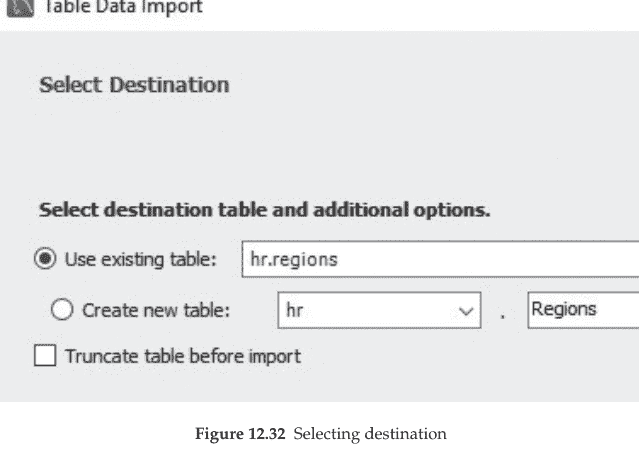 Table Data Import
Select Destination
Select destination table and additional options.
Use existing table: hr.regions
Create new table: hr . Regions
Truncate table before import
Figure 12.32 Selecting destination